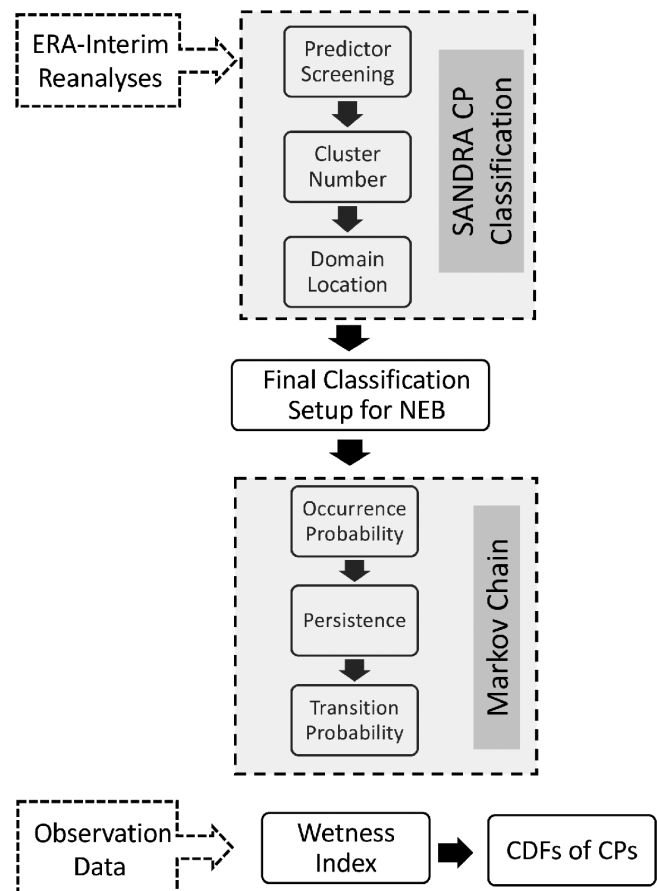 ERA-Interim
Reanalyses
Predictor
Screening
Cluster
Number
Domain
Location
SANDRA CP
Classification
Final Classification
Setup for NEB
Occurrence
Probability
Persistence
Transition
Probability
Markov Chain
Observation
Data
Wetness
Index
CDFs of CPs